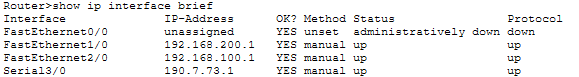 Router>show ip interface brief
Interface              IP-Address      OK? Method Status                Protocol
FastEthernet0/0        unassigned      YES unset  administratively down down
FastEthernet1/0        192.168.200.1   YES manual up                    up
FastEthernet2/0        192.168.100.1   YES manual up                    up
Serial3/0              190.7.73.1      YES manual up                    up